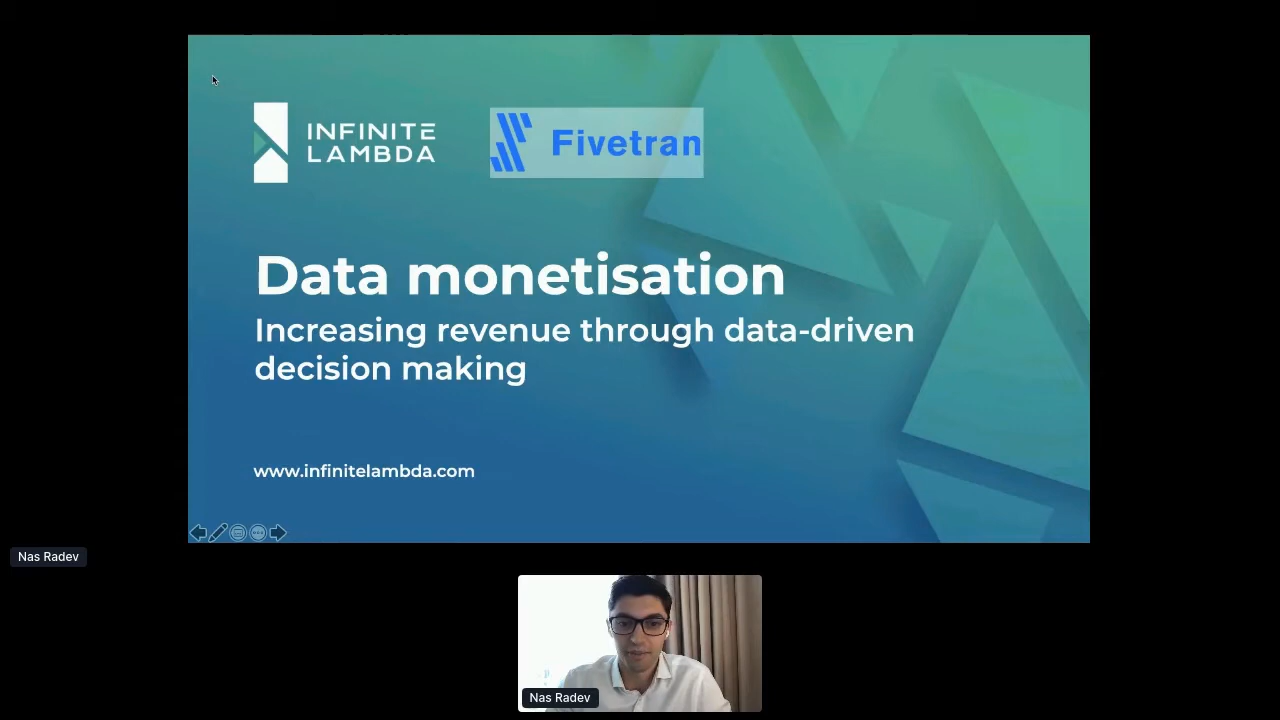 INFINITE
LAMBDA
Fivetran
Data monetisation
Increasing revenue through data-driven
decision making
www.infinitelambda.com
Nas Radev
Nas Radev